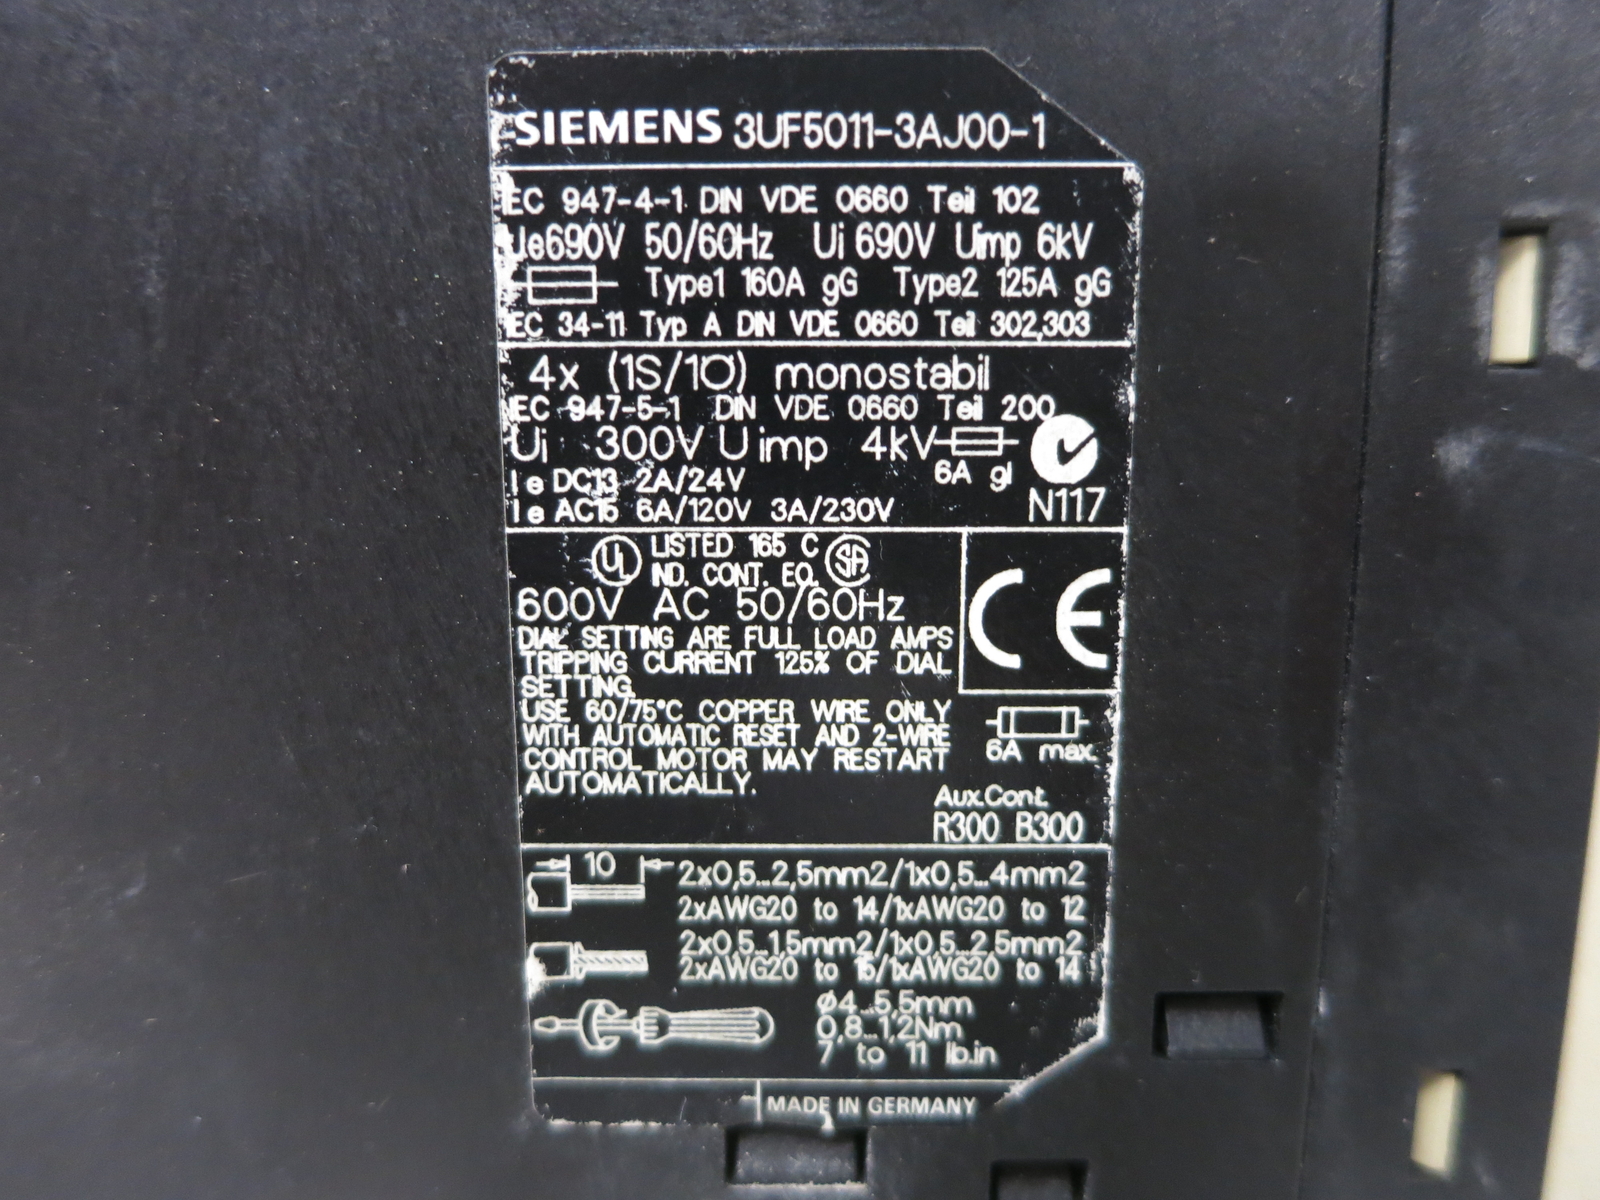 SIEMENS 3UF5011-3AJ00-1
IEC 947-4-1 DIN VDE 0660 Teil 102
Ue690V 50/60Hz Ui 690V Uimp 6kV
Type1 160A gG Type2 125A gG
IEC 34-11 Typ A DIN VDE 0660 Teil 302,303
4x (1S/1Ö) monostabil
IEC 947-5-1 DIN VDE 0660 Teil 200
Ui 300V Uimp 4kV
6A gl
Ie DC13 2A/24V
Ie AC15 6A/120V 3A/230V
N117
UL LISTED 165 C SA
IND. CONT. EQ.
600V AC 50/60Hz
CE
DIAL SETTING ARE FULL LOAD AMPS
TRIPPING CURRENT 125% OF DIAL
SETTING.
USE 60/75°C COPPER WIRE ONLY
WITH AUTOMATIC RESET AND 2-WIRE
CONTROL MOTOR MAY RESTART
AUTOMATICALLY.
6A max.
Aux.Cont.
R300 B300
10
2x0,5...2,5mm2/1x0,5...4mm2
2xAWG20 to 14/1xAWG20 to 12
2x0,5...1,5mm2/1x0,5...2,5mm2
2xAWG20 to 15/1xAWG20 to 14
Ø4...5,5mm
0,8...1,2Nm
7 to 11 lb.in
MADE IN GERMANY